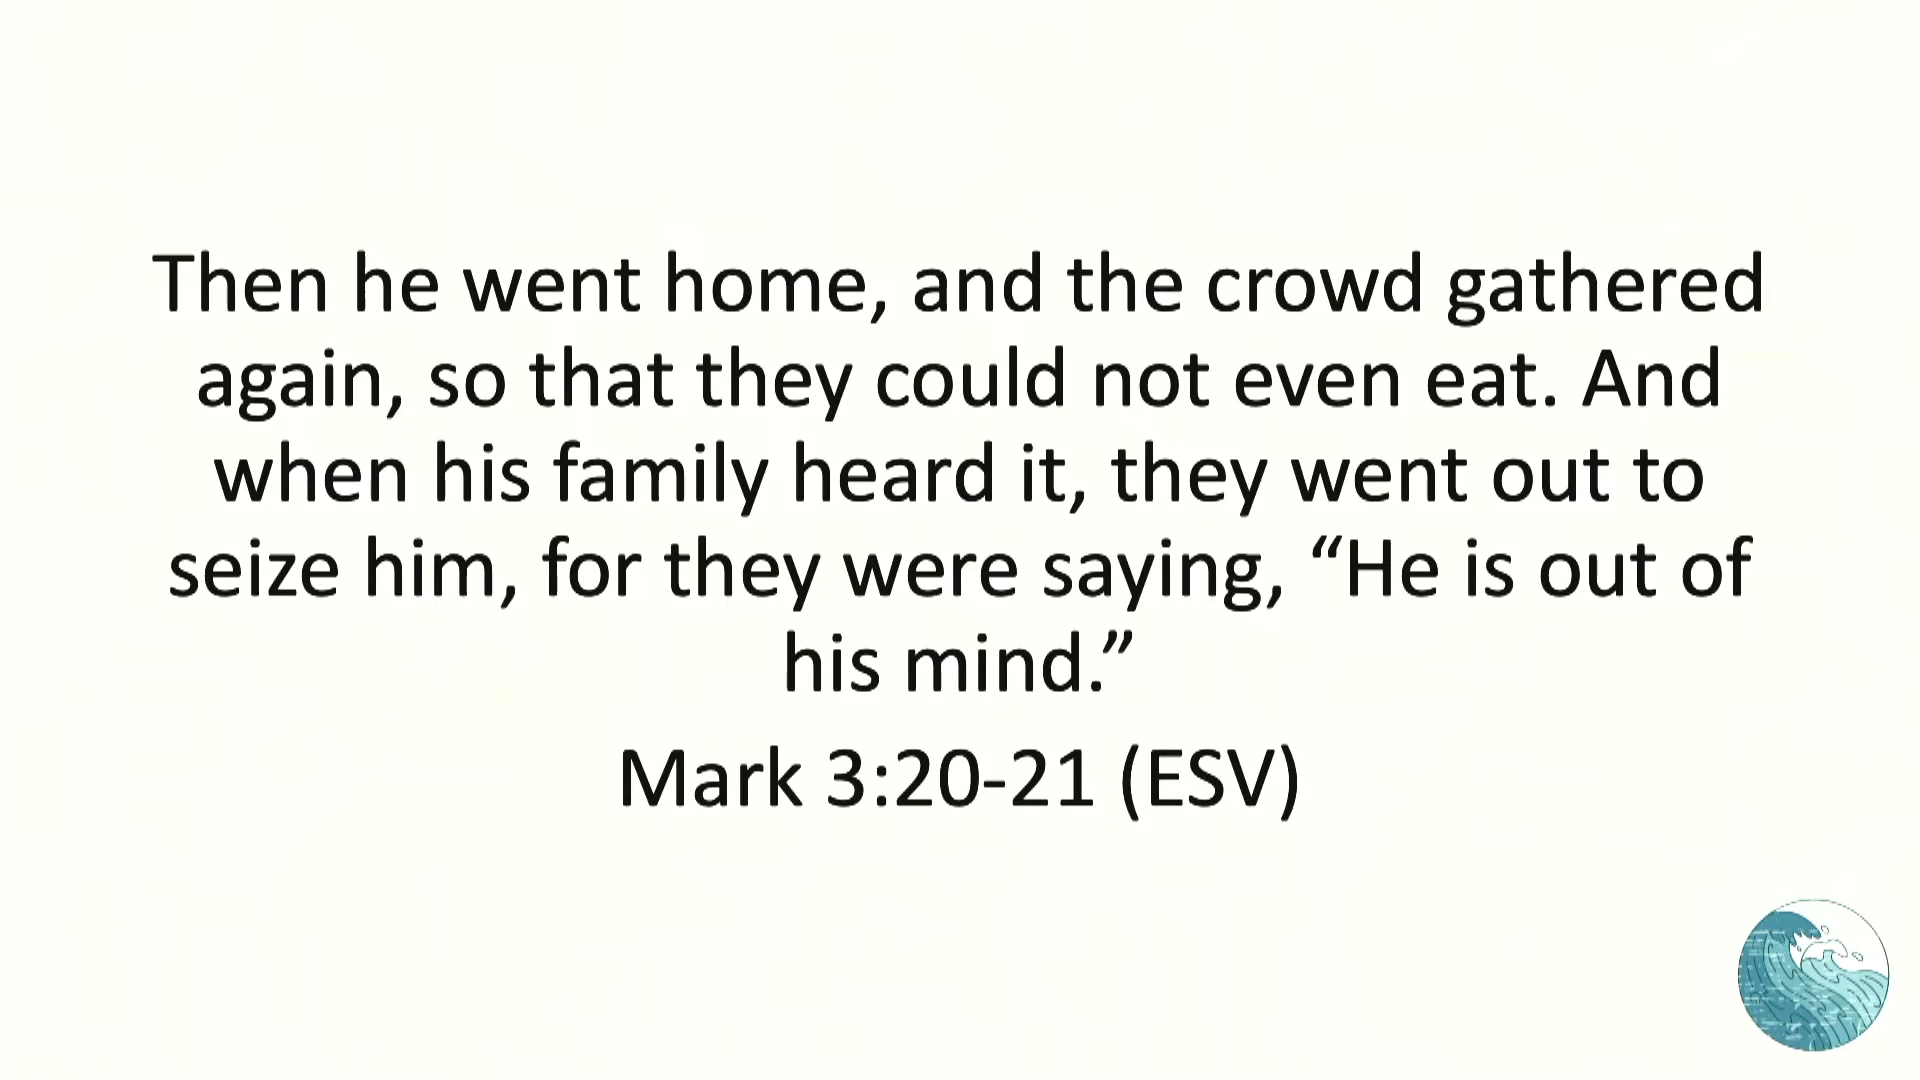 Then he went home, and the crowd gathered
again, so that they could not even eat. And
when his family heard it, they went out to
seize him, for they were saying, “He is out of
his mind.”
Mark 3:20-21 (ESV)